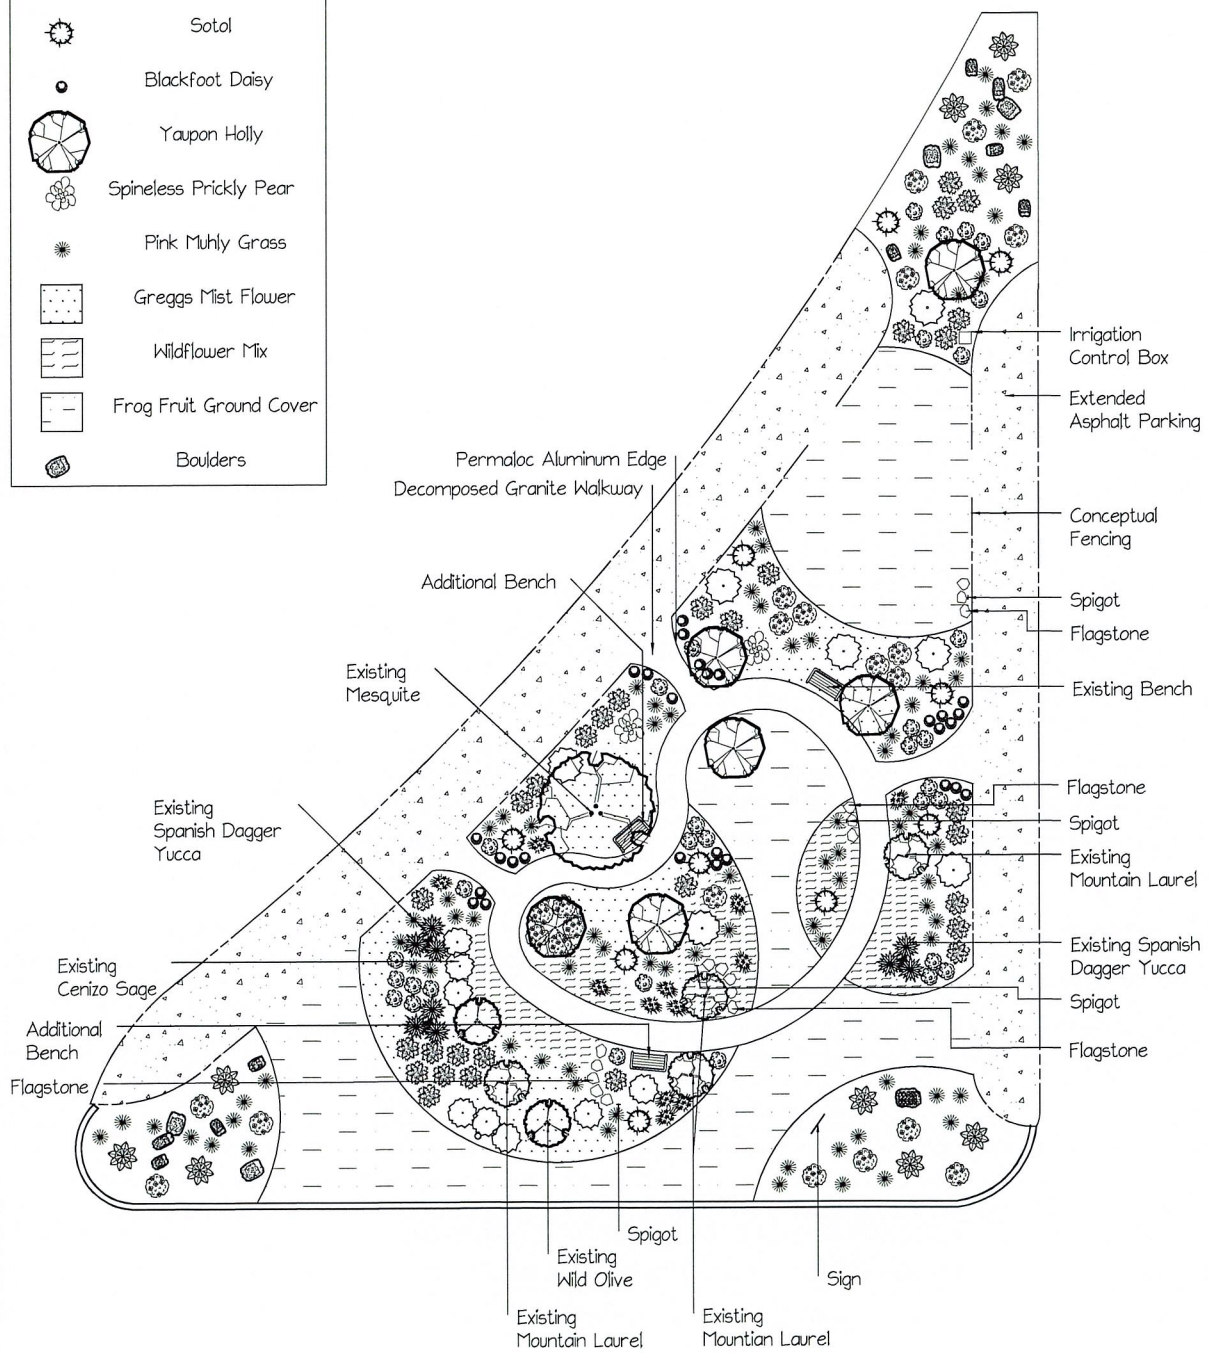 Sotol
Blackfoot Daisy
Yaupon Holly
Spineless Prickly Pear
Pink Muhly Grass
Greggs Mist Flower
Wildflower Mix
Frog Fruit Ground Cover
Boulders
Irrigation
Control Box
Extended
Asphalt Parking
Permaloc Aluminum Edge
Decomposed Granite Walkway
Conceptual
Fencing
Additional Bench
Spigot
Flagstone
Existing
Mesquite
Existing Bench
Existing
Spanish Dagger
Yucca
Flagstone
Spigot
Existing
Mountain Laurel
Existing Spanish
Dagger Yucca
Existing
Cenizo Sage
Spigot
Additional
Bench
Flagstone
Flagstone
Spigot
Existing
Wild Olive
Sign
Existing
Mountain Laurel
Existing
Mountian Laurel